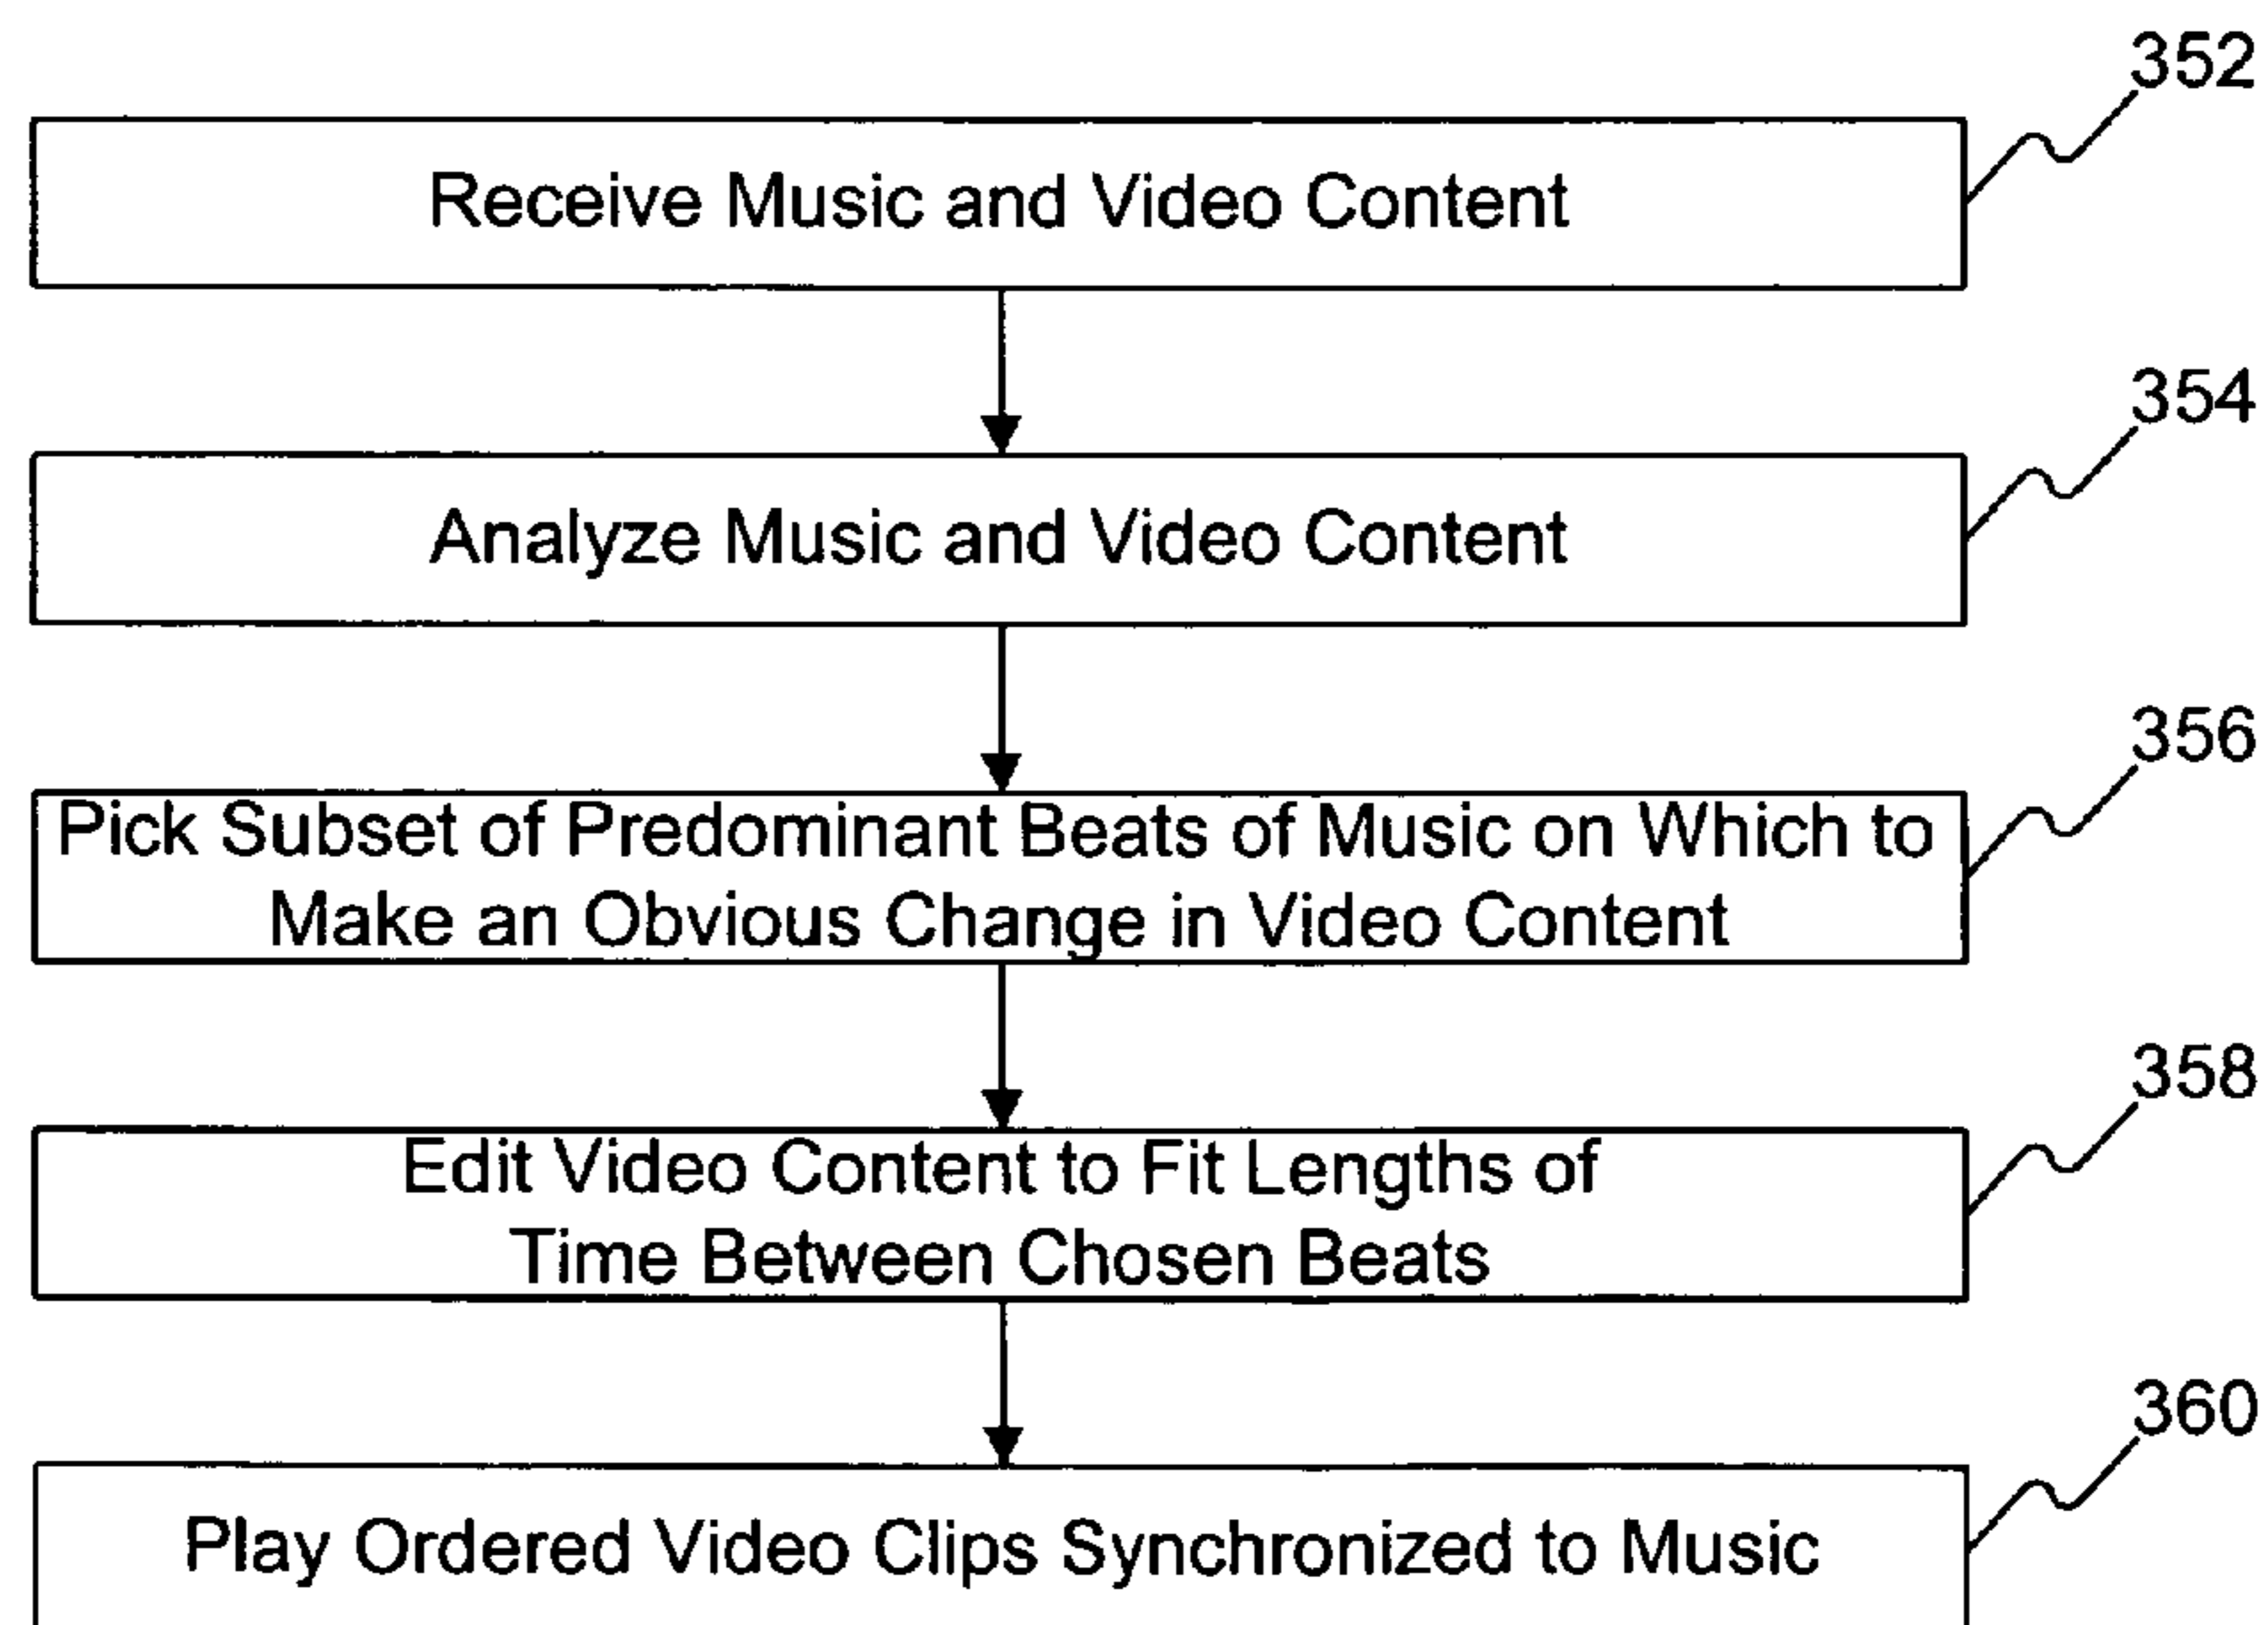 352
Receive Music and Video Content
354
Analyze Music and Video Content
356
Pick Subset of Predominant Beats of Music on Which to
Make an Obvious Change in Video Content
358
Edit Video Content to Fit Lengths of
Time Between Chosen Beats
360
Play Ordered Video Clips Synchronized to Music